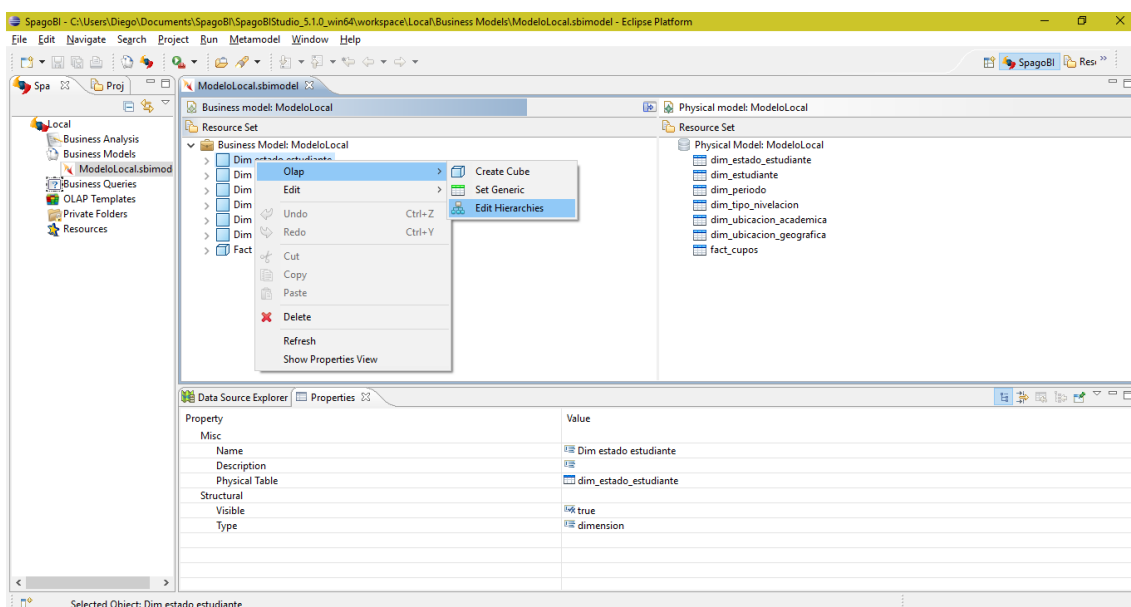 SpagoBI - C:\Users\Diego\Documents\SpagoBI\SpagoBIStudio_5.1.0_win64\workspace\Local\Business Models\ModeloLocal.sbimodel - Eclipse Platform
File Edit Navigate Search Project Run Metamodel Window Help
SpagoBI Res
Spa Proj
Local
Business Analysis
Business Models
ModeloLocal.sbimod
Business Queries
OLAP Templates
Private Folders
Resources
ModeloLocal.sbimodel
Business model: ModeloLocal
Resource Set
Business Model: ModeloLocal
Dim estado estudiante
Dim
Dim
Dim
Dim
Dim
Fact
Olap
Edit
Undo Ctrl+Z
Redo Ctrl+Y
Cut
Copy
Paste
Delete
Refresh
Show Properties View
Create Cube
Set Generic
Edit Hierarchies
Physical model: ModeloLocal
Resource Set
Physical Model: ModeloLocal
dim_estado_estudiante
dim_estudiante
dim_periodo
dim_tipo_nivelacion
dim_ubicacion_academica
dim_ubicacion_geografica
fact_cupos
Data Source Explorer Properties
Property Value
Misc
Name Dim estado estudiante
Description
Physical Table dim_estado_estudiante
Structural
Visible true
Type dimension
Selected Object: Dim estado estudiante